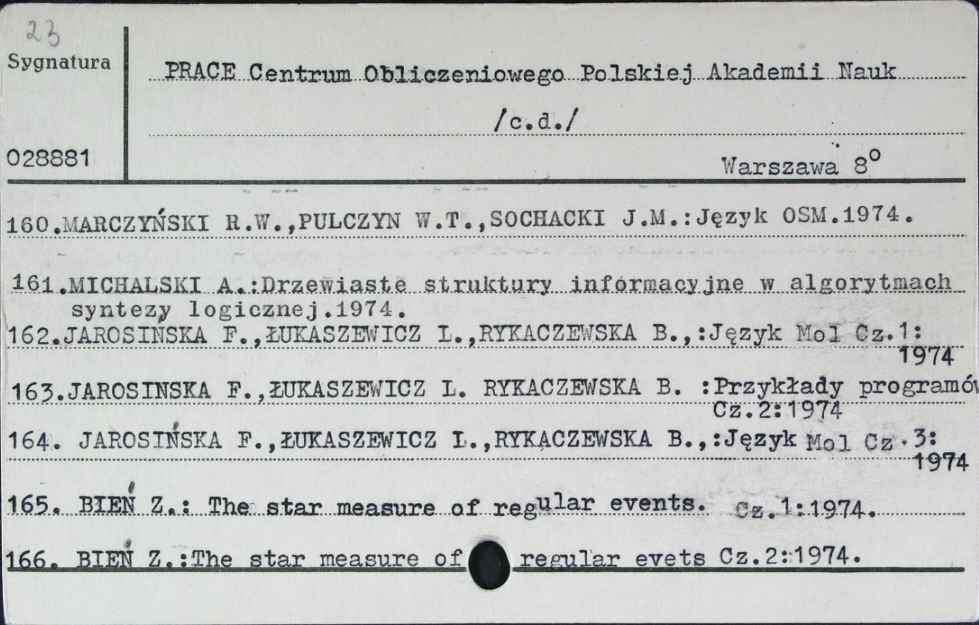 23
Sygnatura
PRACE Centrum Obliczeniowego Polskiej Akademii Nauk
/c.d./
028881
Warszawa 8°
160.MARCZYŃSKI R.W.,PULCZYN W.T.,SOCHACKI J.M.:Język OSM.1974.
161.MICHALSKI A.:Drzewiaste struktury informacyjne w algorytmach
syntezy logicznej.1974.
162.JAROSINSKA F.,ŁUKASZEWICZ L.,RYKACZEWSKA B.,:Język Mol Cz.1:
1974
163.JAROSINSKA F.,ŁUKASZEWICZ L. RYKACZEWSKA B. :Przykłady programów
Cz.2:1974
164. JAROSIŃSKA F.,ŁUKASZEWICZ L.,RYKACZEWSKA B.,:Język Mol Cz.3:
1974
165. BIEŃ Z.: The star measure of regular events. Cz.1:1974.
166. BIEŃ Z.:The star measure of regular evets Cz.2:1974.